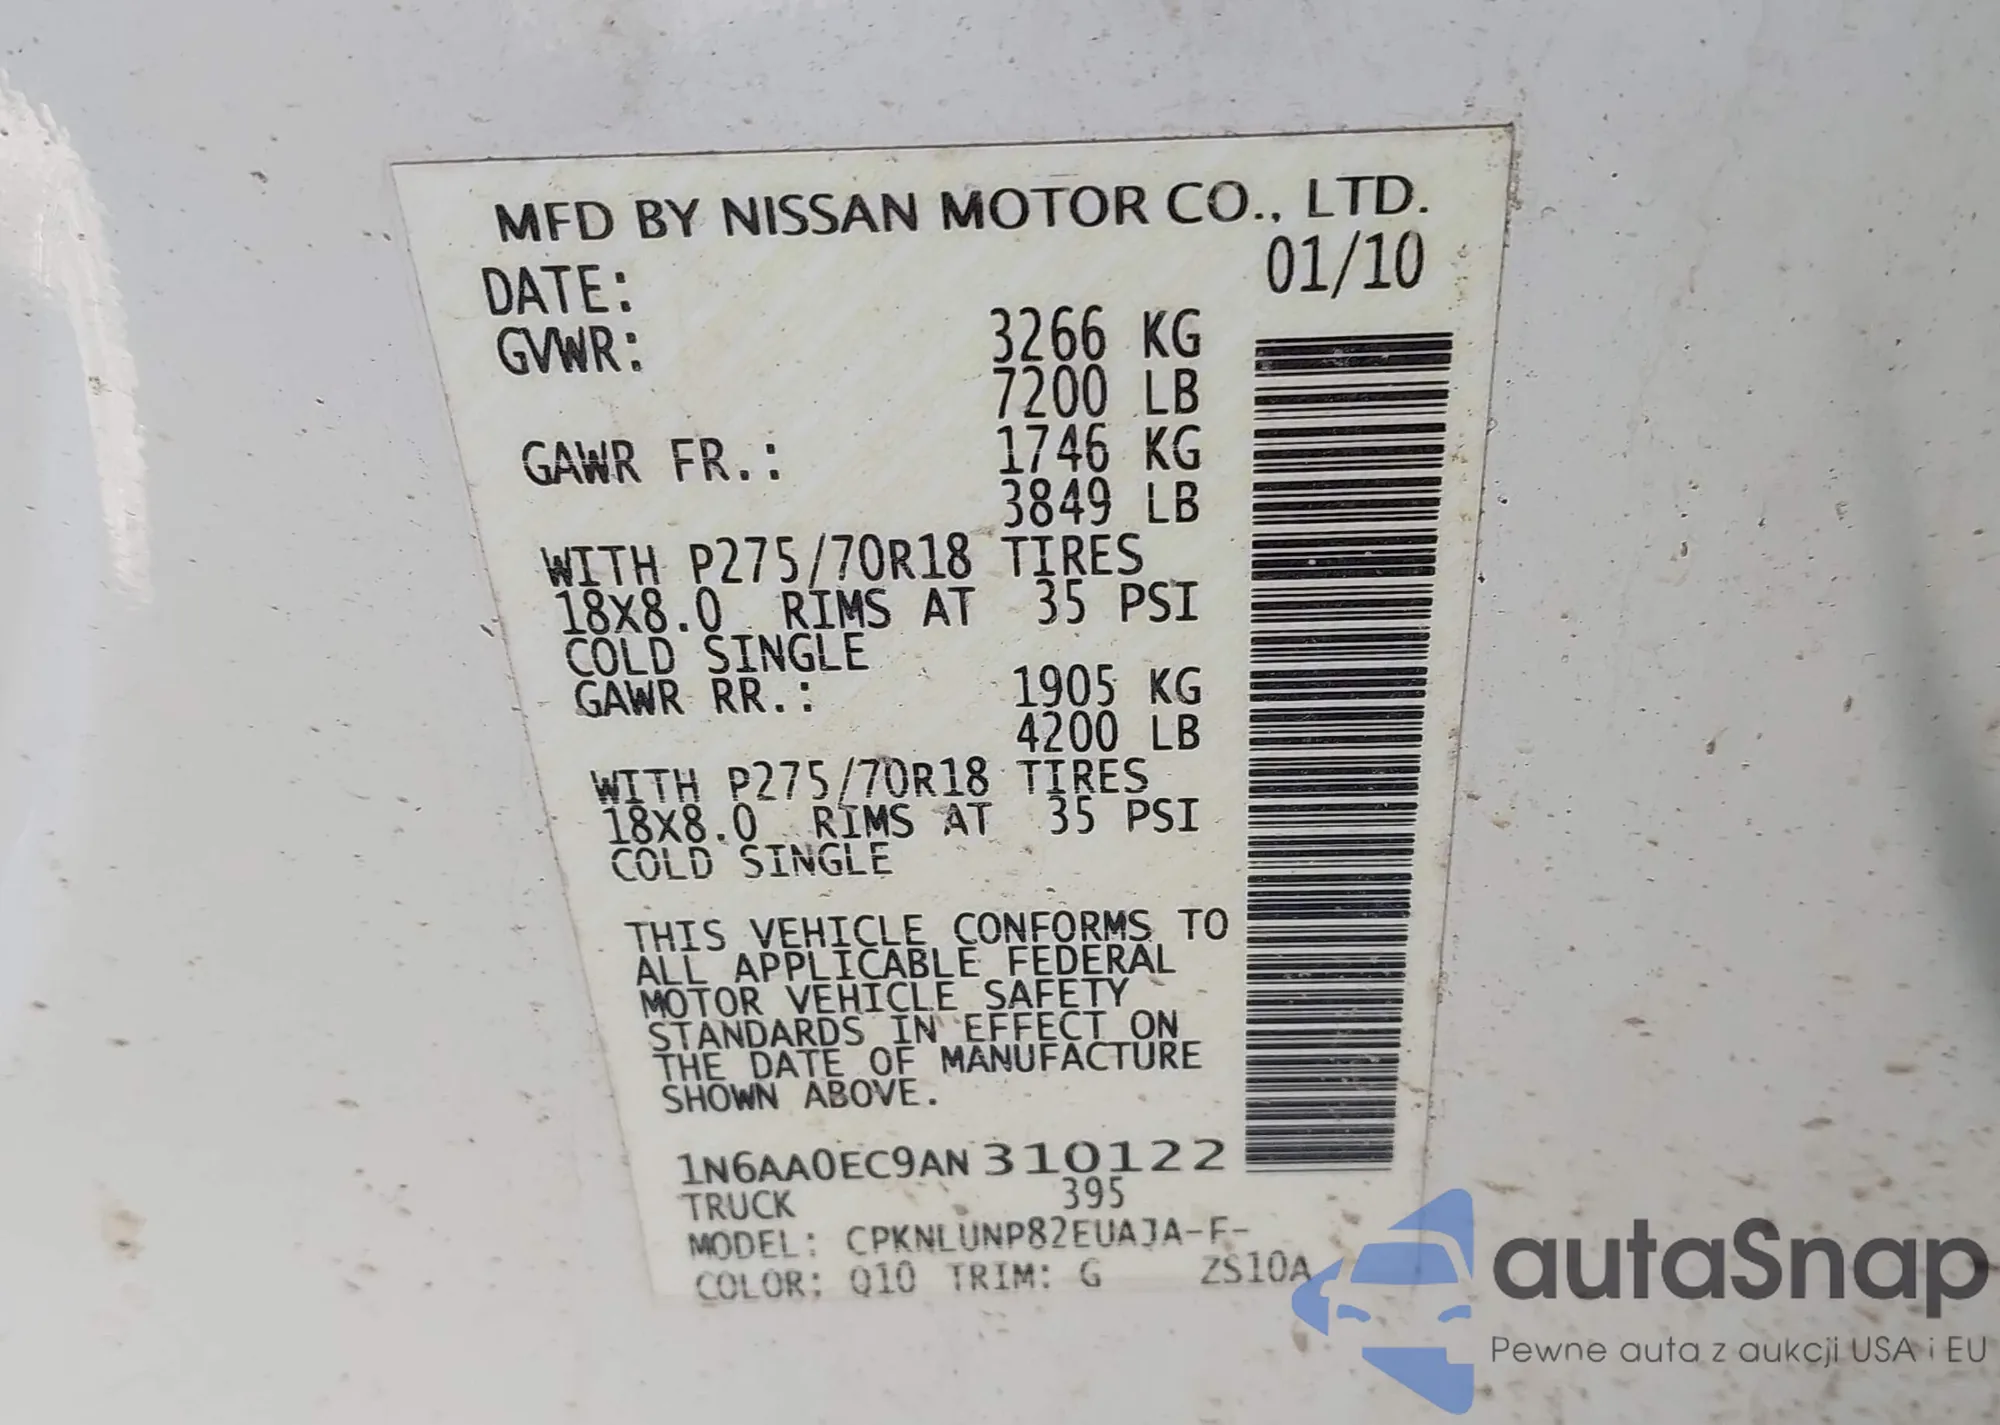 MFD BY NISSAN MOTOR CO., LTD.
DATE: 01/10
GVWR: 3266 KG
7200 LB
GAWR FR.: 1746 KG
3849 LB
WITH P275/70R18 TIRES
18X8.0 RIMS AT 35 PSI
COLD SINGLE
GAWR RR.: 1905 KG
4200 LB
WITH P275/70R18 TIRES
18X8.0 RIMS AT 35 PSI
COLD SINGLE
THIS VEHICLE CONFORMS TO
ALL APPLICABLE FEDERAL
MOTOR VEHICLE SAFETY
STANDARDS IN EFFECT ON
THE DATE OF MANUFACTURE
SHOWN ABOVE.
1N6AA0EC9AN310122
TRUCK 395
MODEL: CPKNLUNP82EUAJA-F-
COLOR: Q10 TRIM: G ZS10A
autoSnap
Pewne auta z aukcji USA i EU